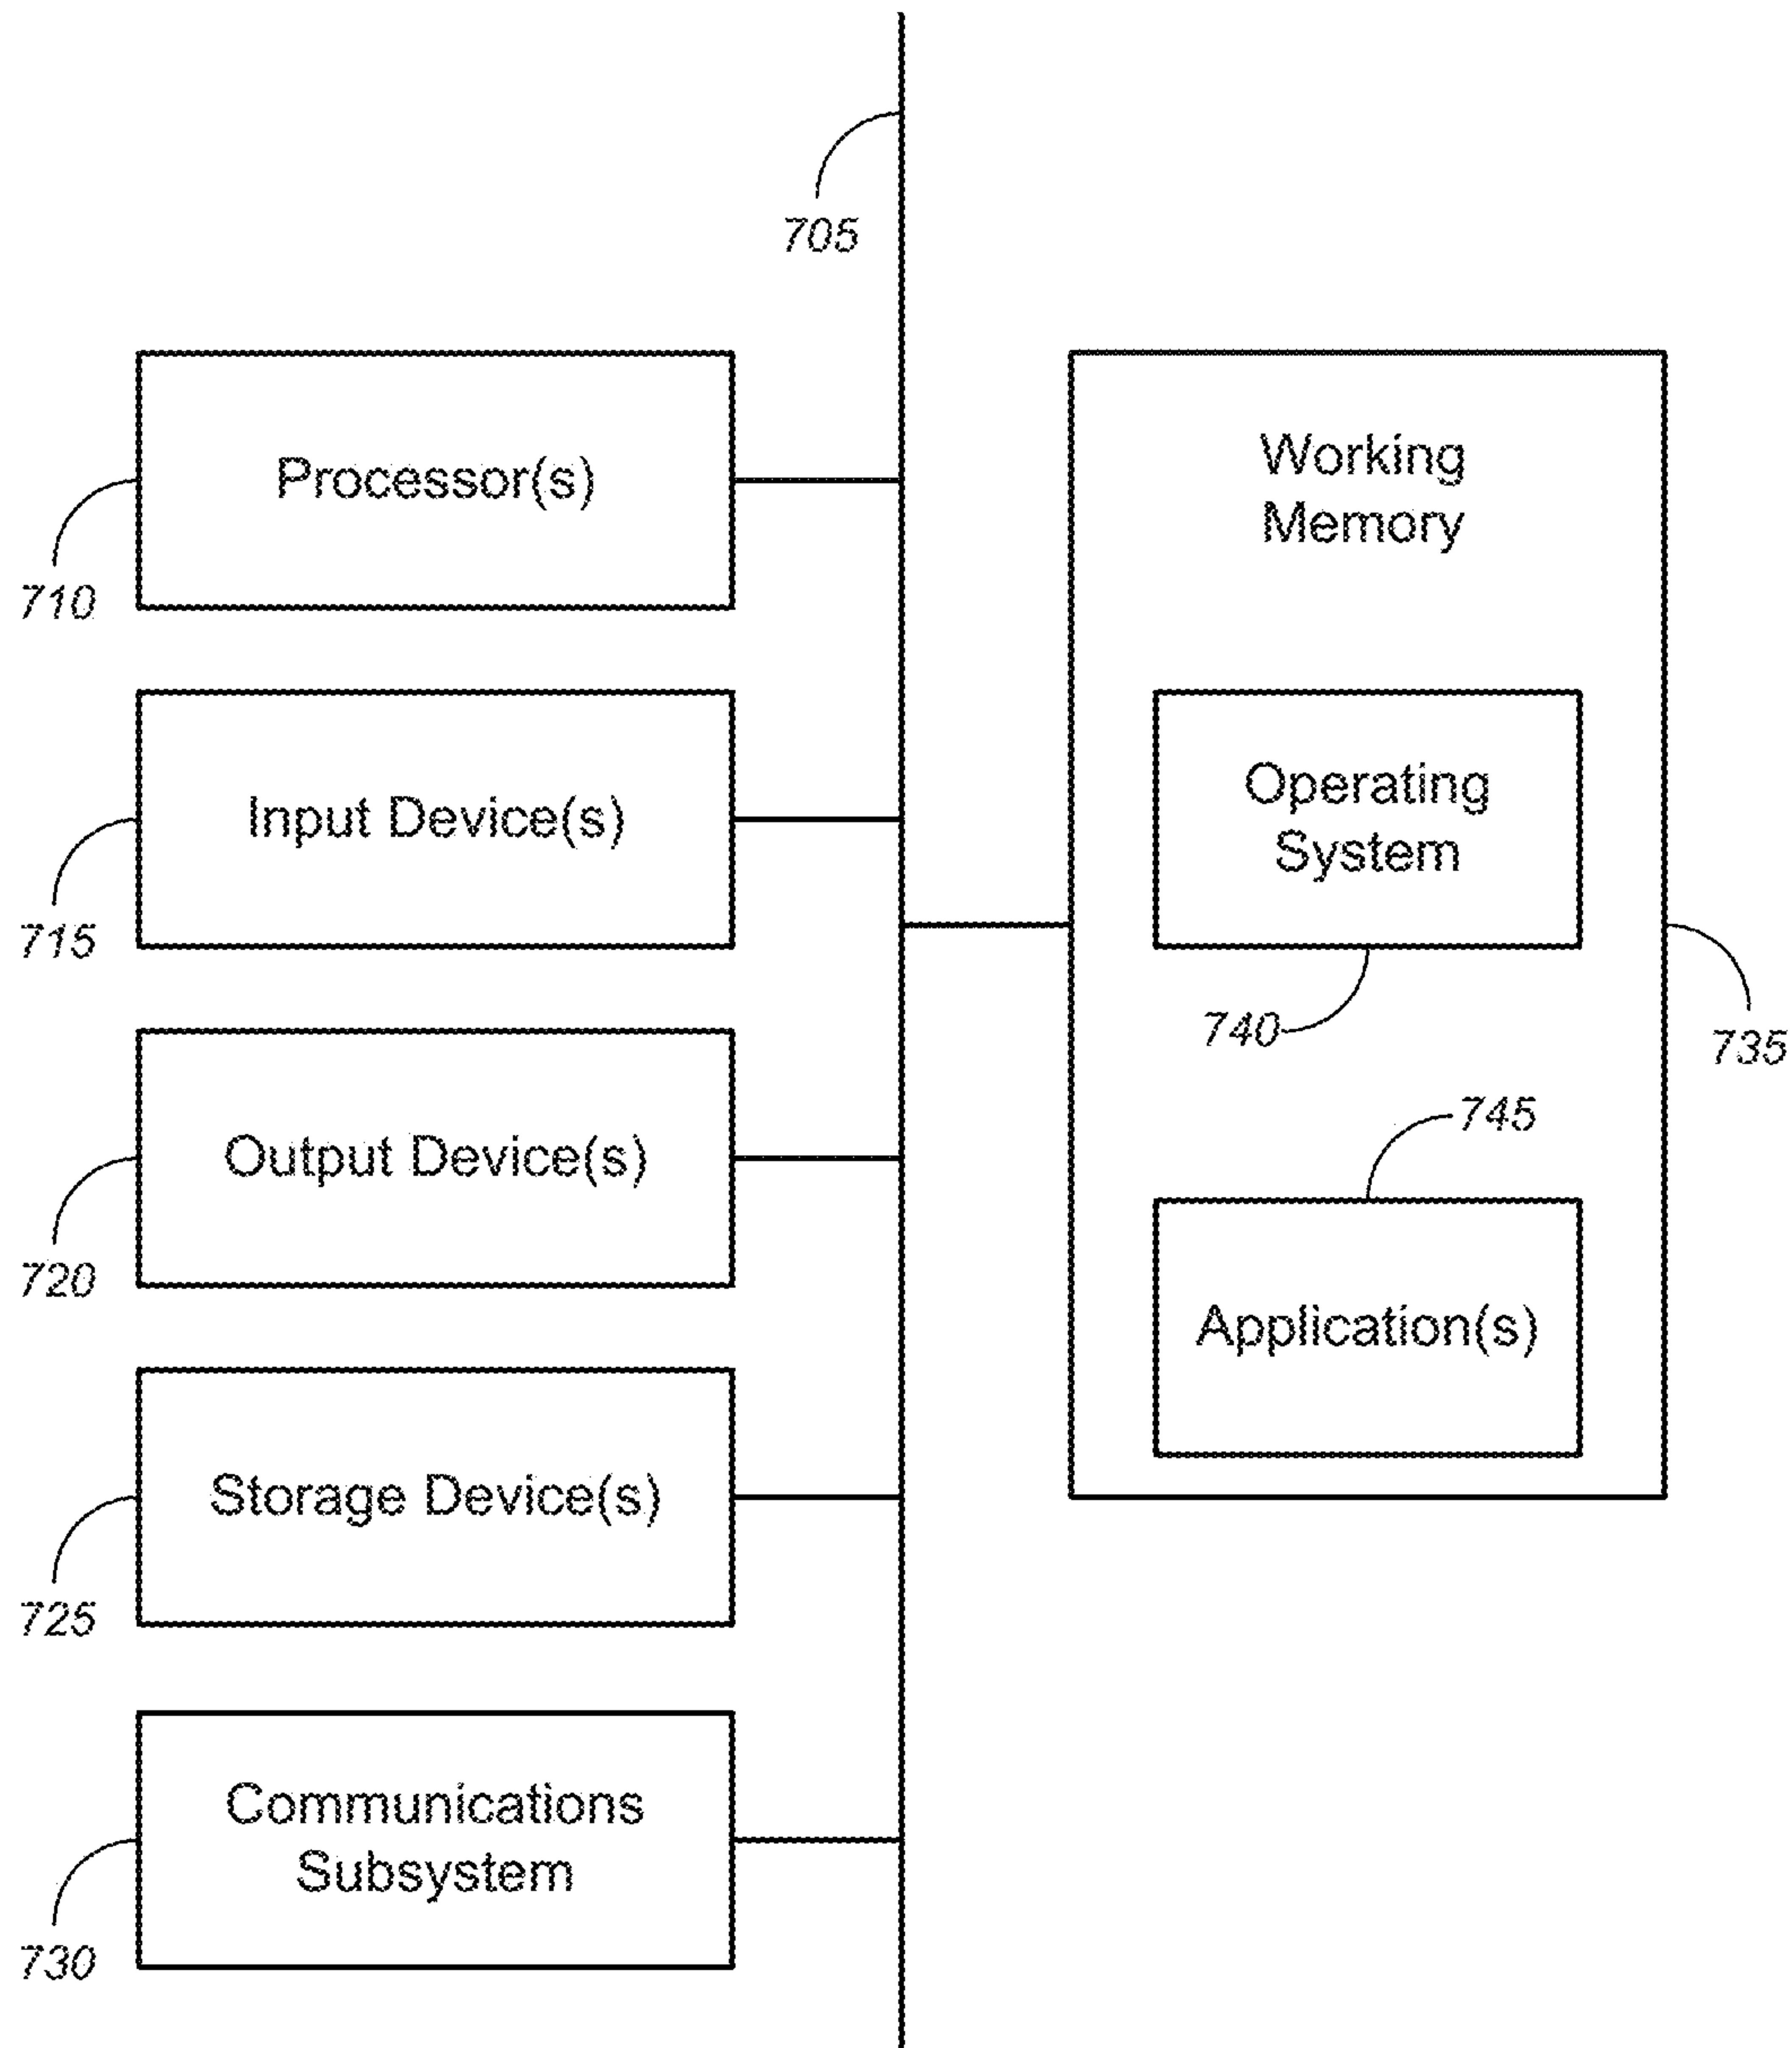 705
Processor(s)
710
Input Device(s)
715
Output Device(s)
720
Storage Device(s)
725
Communications
Subsystem
730
Working
Memory
Operating
System
740
735
745
Application(s)